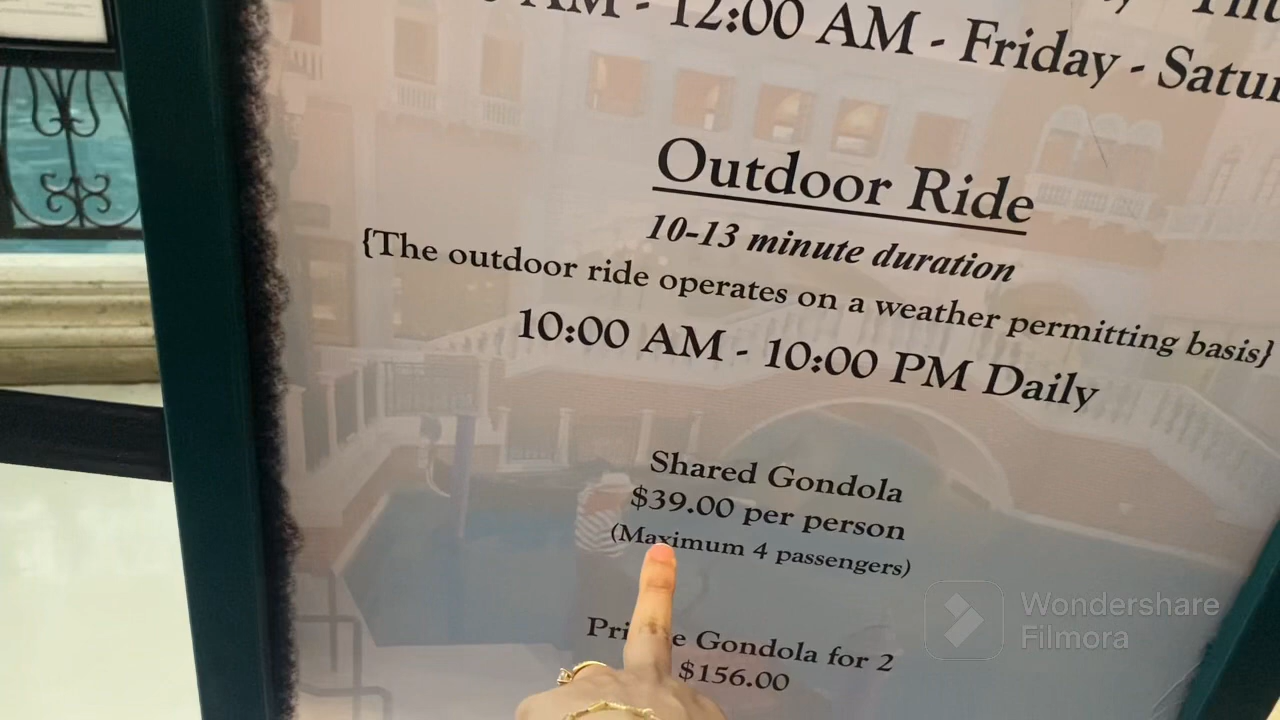 AM - 12:00 AM - Friday - Satur
Outdoor Ride
10-13 minute duration
{The outdoor ride operates on a weather permitting basis}
10:00 AM - 10:00 PM Daily
Shared Gondola
$39.00 per person
(Maximum 4 passengers)
Gondola for 2
$156.00
Wondershare
Filmora